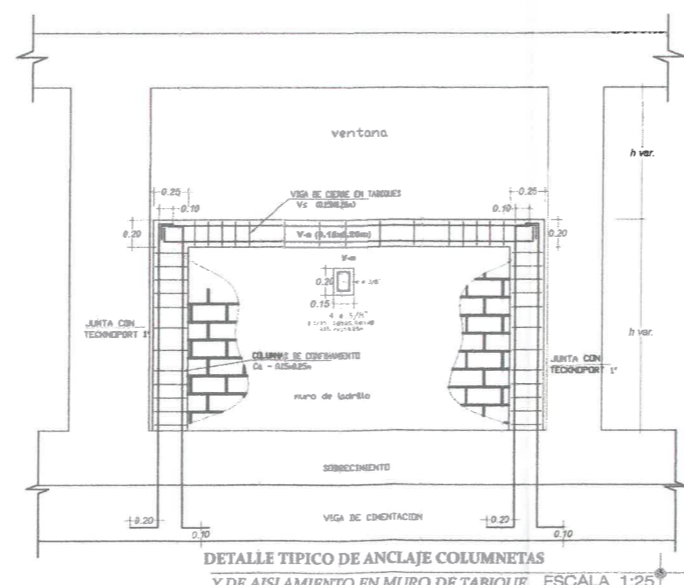 ventana
h var.
0.25
0.25
VIGA DE CIERRE EN TABIQUES
0.10
0.10
0.20
V-a (0.15x0.20m)
0.20
V-a
0.20
0.15
JUNTA CON
TECKNOPORT 1"
h var.
COLUMNAS DE CONFINAMIENTO
Ca - 0.15x0.25m
JUNTA CON
TECKNOPORT 1"
muro de ladrillo
SOBRECIMIENTO
VIGA DE CIMENTACION
0.20
0.20
0.10
0.10
DETALLE TIPICO DE ANCLAJE COLUMNETAS
Y DE AISLAMIENTO EN MURO DE TABIQUE ESCALA 1:25